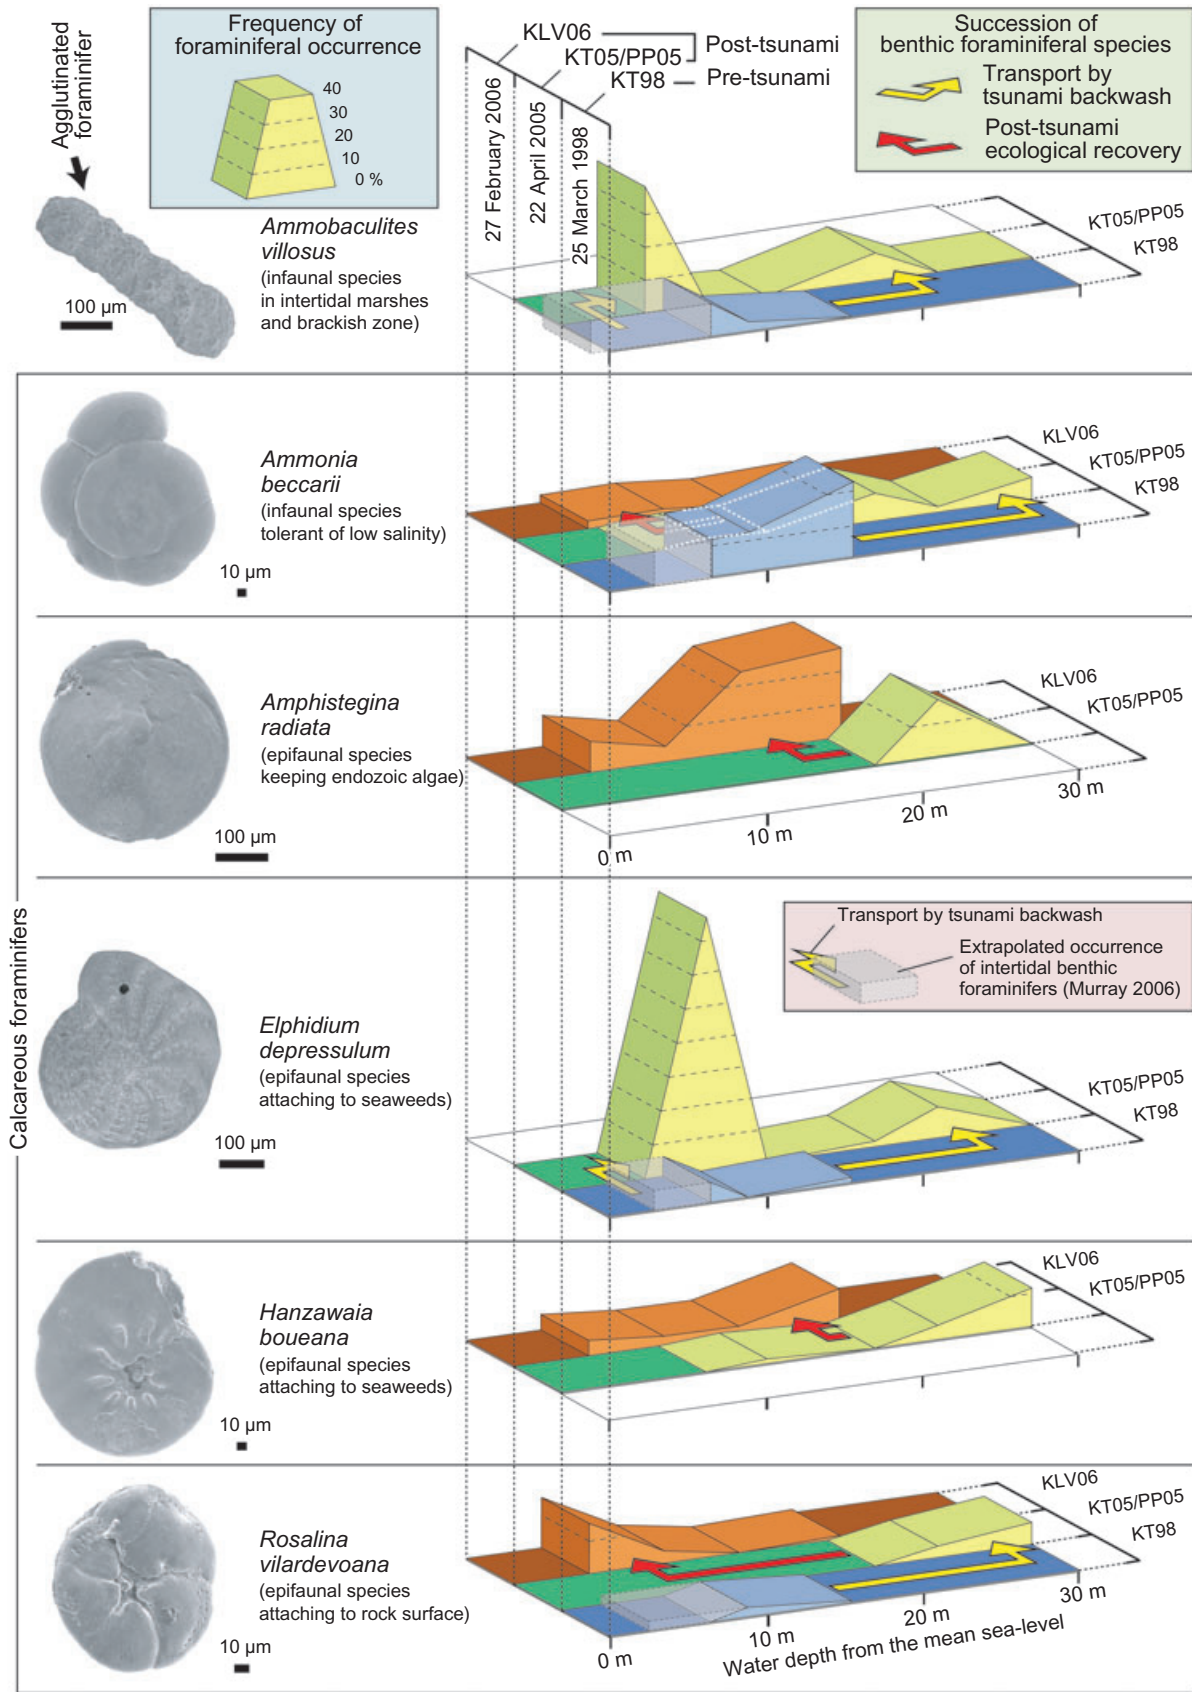 Frequency of
foraminiferal occurrence
40
30
20
10
0 %
Agglutinated
foraminifer
KLV06
KT05/PP05
KT98
Post-tsunami
Pre-tsunami
27 February 2006
22 April 2005
25 March 1998
Succession of
benthic foraminiferal species
Transport by
tsunami backwash
Post-tsunami
ecological recovery
Ammobaculites
villosus
(infaunal species
in intertidal marshes
and brackish zone)
100 µm
KT05/PP05
KT98
Calcareous foraminifers
Ammonia
beccarii
(infaunal species
tolerant of low salinity)
10 µm
KLV06
KT05/PP05
KT98
Amphistegina
radiata
(epifaunal species
keeping endozoic algae)
100 µm
KLV06
KT05/PP05
0 m
10 m
20 m
30 m
Elphidium
depressulum
(epifaunal species
attaching to seaweeds)
100 µm
Transport by tsunami backwash
Extrapolated occurrence
of intertidal benthic
foraminifers (Murray 2006)
KT05/PP05
KT98
Hanzawaia
boueana
(epifaunal species
attaching to seaweeds)
10 µm
KLV06
KT05/PP05
Rosalina
vilardevoana
(epifaunal species
attaching to rock surface)
10 µm
KLV06
KT05/PP05
KT98
0 m
10 m
20 m
30 m
Water depth from the mean sea-level